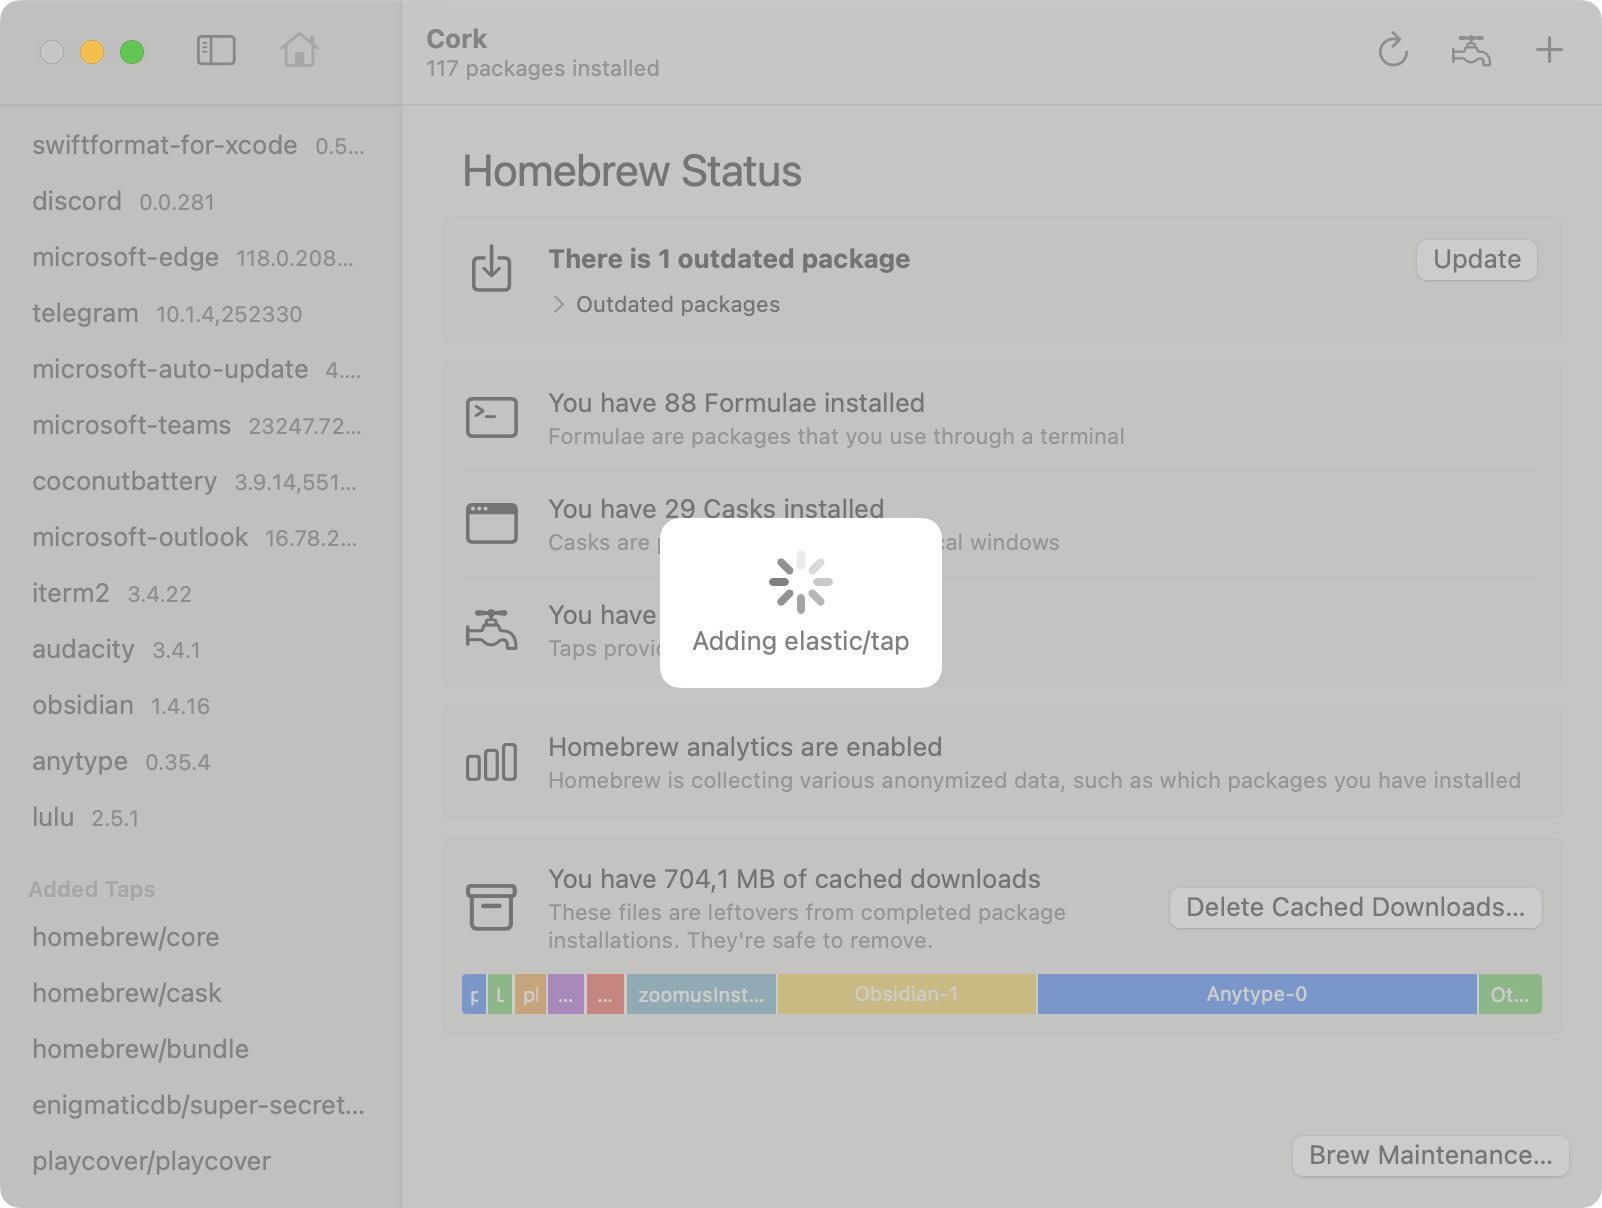 Cork
117 packages installed
swiftformat-for-xcode 0.5...
discord 0.0.281
microsoft-edge 118.0.208...
telegram 10.1.4,252330
microsoft-auto-update 4....
microsoft-teams 23247.72...
coconutbattery 3.9.14,551...
microsoft-outlook 16.78.2...
iterm2 3.4.22
audacity 3.4.1
obsidian 1.4.16
anytype 0.35.4
lulu 2.5.1
Added Taps
homebrew/core
homebrew/cask
homebrew/bundle
enigmaticdb/super-secret...
playcover/playcover
Homebrew Status
There is 1 outdated package
Update
Outdated packages
You have 88 Formulae installed
Formulae are packages that you use through a terminal
You have 29 Casks installed
Casks are
windows
You have
Taps
Adding elastic/tap
Homebrew analytics are enabled
Homebrew is collecting various anonymized data, such as which packages you have installed
You have 704,1 MB of cached downloads
These files are leftovers from completed package
installations. They're safe to remove.
Delete Cached Downloads...
L pl ... ... zoomusInst... Obsidian-1 Anytype-0 Ot...
Brew Maintenance...